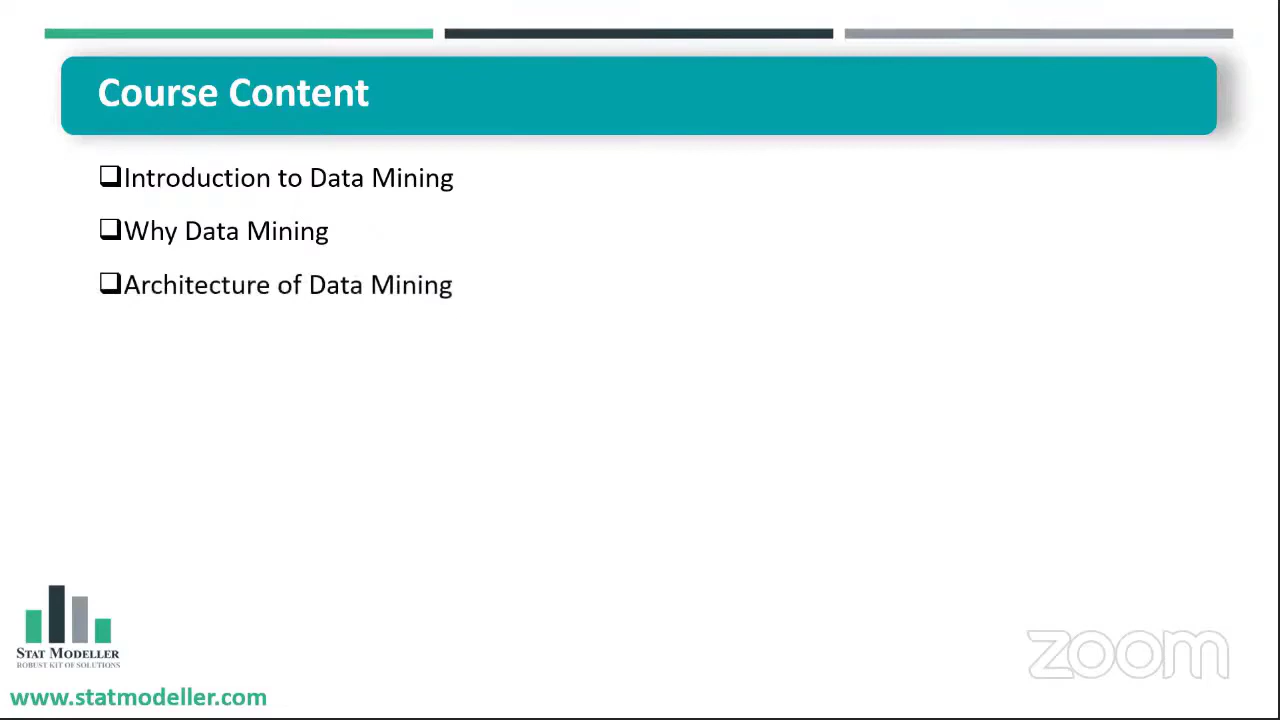 Course Content
❑Introduction to Data Mining
❑Why Data Mining
❑Architecture of Data Mining
STAT MODELLER
ROBUST KIT OF SOLUTIONS
zoom
www.statmodeller.com